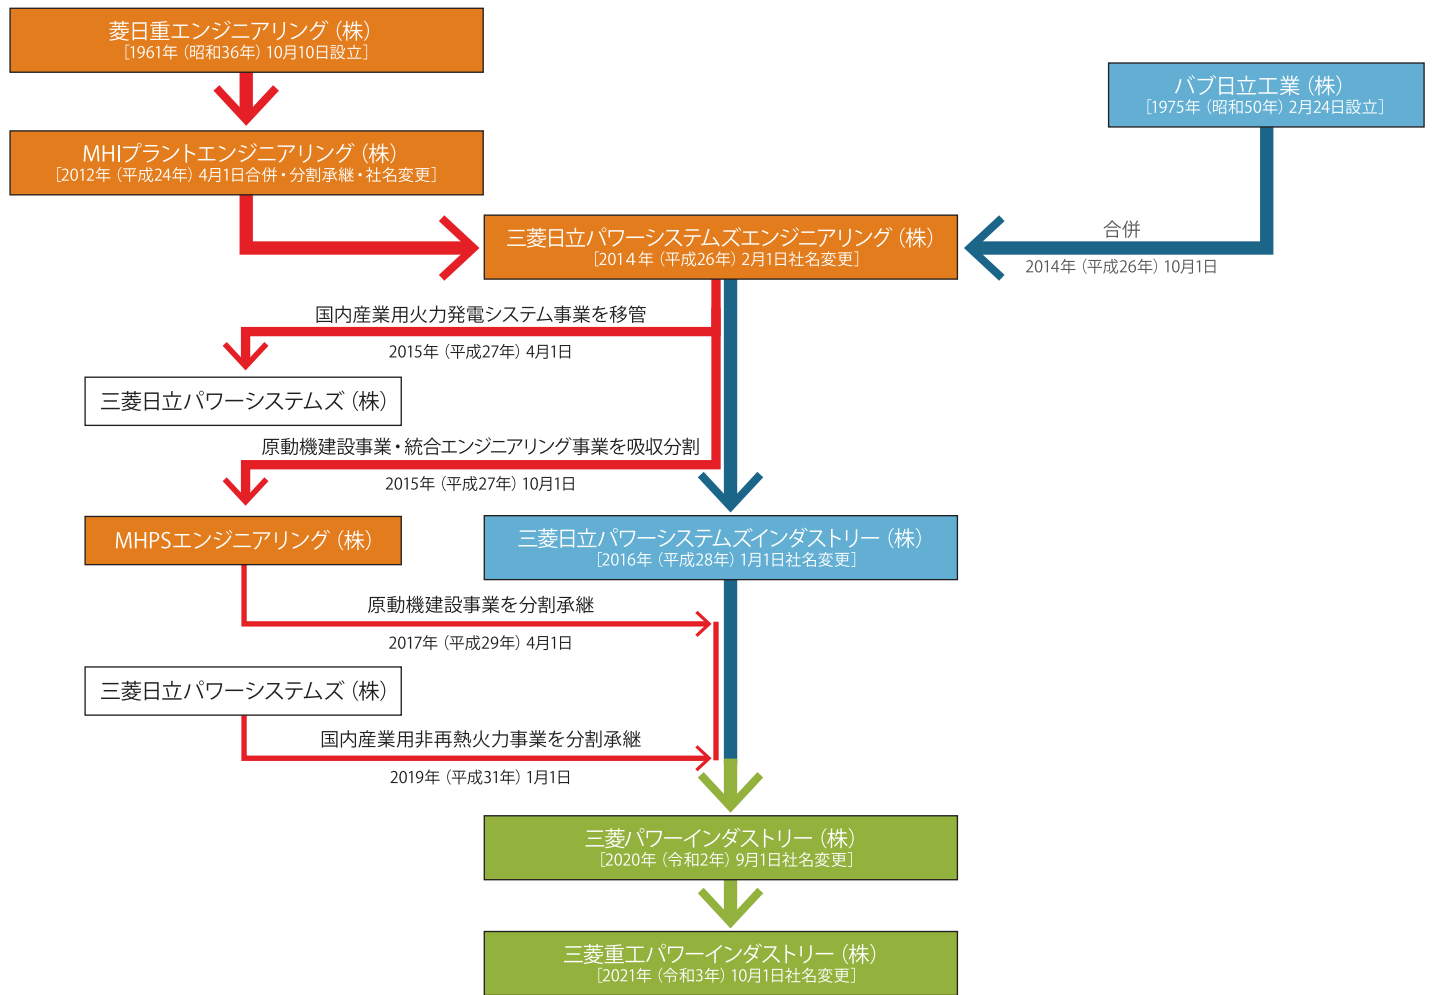 菱日重エンジニアリング（株）
［1961年（昭和36年）10月10日設立］
バブ日立工業（株）
［1975年（昭和50年）2月24日設立］
MHIプラントエンジニアリング（株）
［2012年（平成24年）4月1日合併・分割承継・社名変更］
三菱日立パワーシステムズエンジニアリング（株）
［2014年（平成26年）2月1日社名変更］
合併
2014年（平成26年）10月1日
国内産業用火力発電システム事業を移管
2015年（平成27年）4月1日
三菱日立パワーシステムズ（株）
原動機建設事業・統合エンジニアリング事業を吸収分割
2015年（平成27年）10月1日
MHPSエンジニアリング（株）
三菱日立パワーシステムズインダストリー（株）
［2016年（平成28年）1月1日社名変更］
原動機建設事業を分割承継
2017年（平成29年）4月1日
三菱日立パワーシステムズ（株）
国内産業用非再熱火力事業を分割承継
2019年（平成31年）1月1日
三菱パワーインダストリー（株）
［2020年（令和2年）9月1日社名変更］
三菱重工パワーインダストリー（株）
［2021年（令和3年）10月1日社名変更］